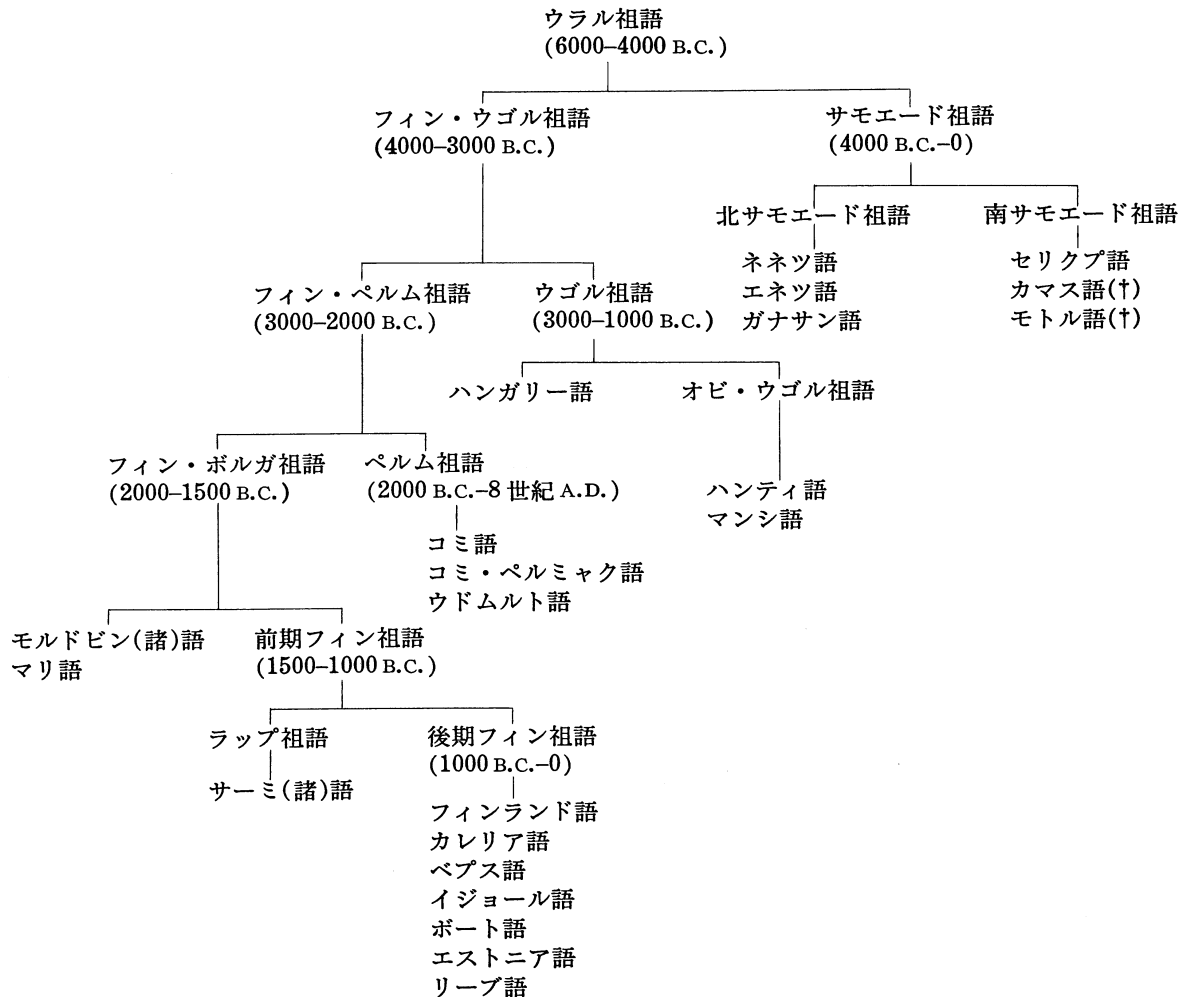 ウラル祖語
(6000–4000 B.C.)
フィン・ウゴル祖語
(4000–3000 B.C.)
サモエード祖語
(4000 B.C.–0)
北サモエード祖語
ネネツ語
エネツ語
ガナサン語
南サモエード祖語
セリクプ語
カマス語(†)
モトル語(†)
フィン・ペルム祖語
(3000–2000 B.C.)
ウゴル祖語
(3000–1000 B.C.)
ハンガリー語
オビ・ウゴル祖語
ハンティ語
マンシ語
フィン・ボルガ祖語
(2000–1500 B.C.)
ペルム祖語
(2000 B.C.–8世紀 A.D.)
コミ語
コミ・ペルミャク語
ウドムルト語
モルドビン(諸)語
マリ語
前期フィン祖語
(1500–1000 B.C.)
ラップ祖語
サーミ(諸)語
後期フィン祖語
(1000 B.C.–0)
フィンランド語
カレリア語
ベプス語
イジョール語
ボート語
エストニア語
リーブ語